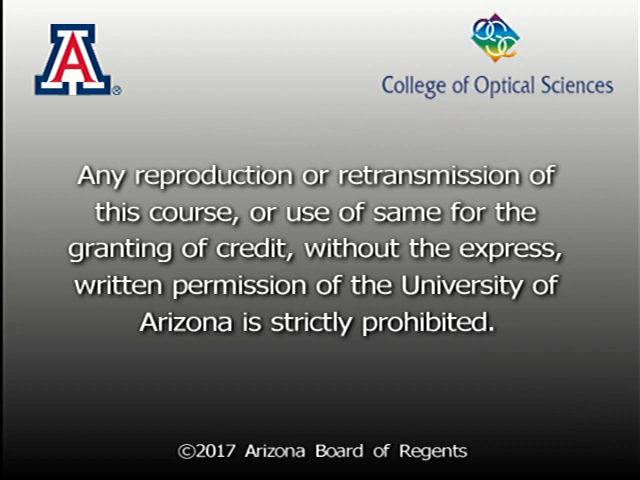 A®
College of Optical Sciences
Any reproduction or retransmission of
this course, or use of same for the
granting of credit, without the express,
written permission of the University of
Arizona is strictly prohibited.
©2017 Arizona Board of Regents